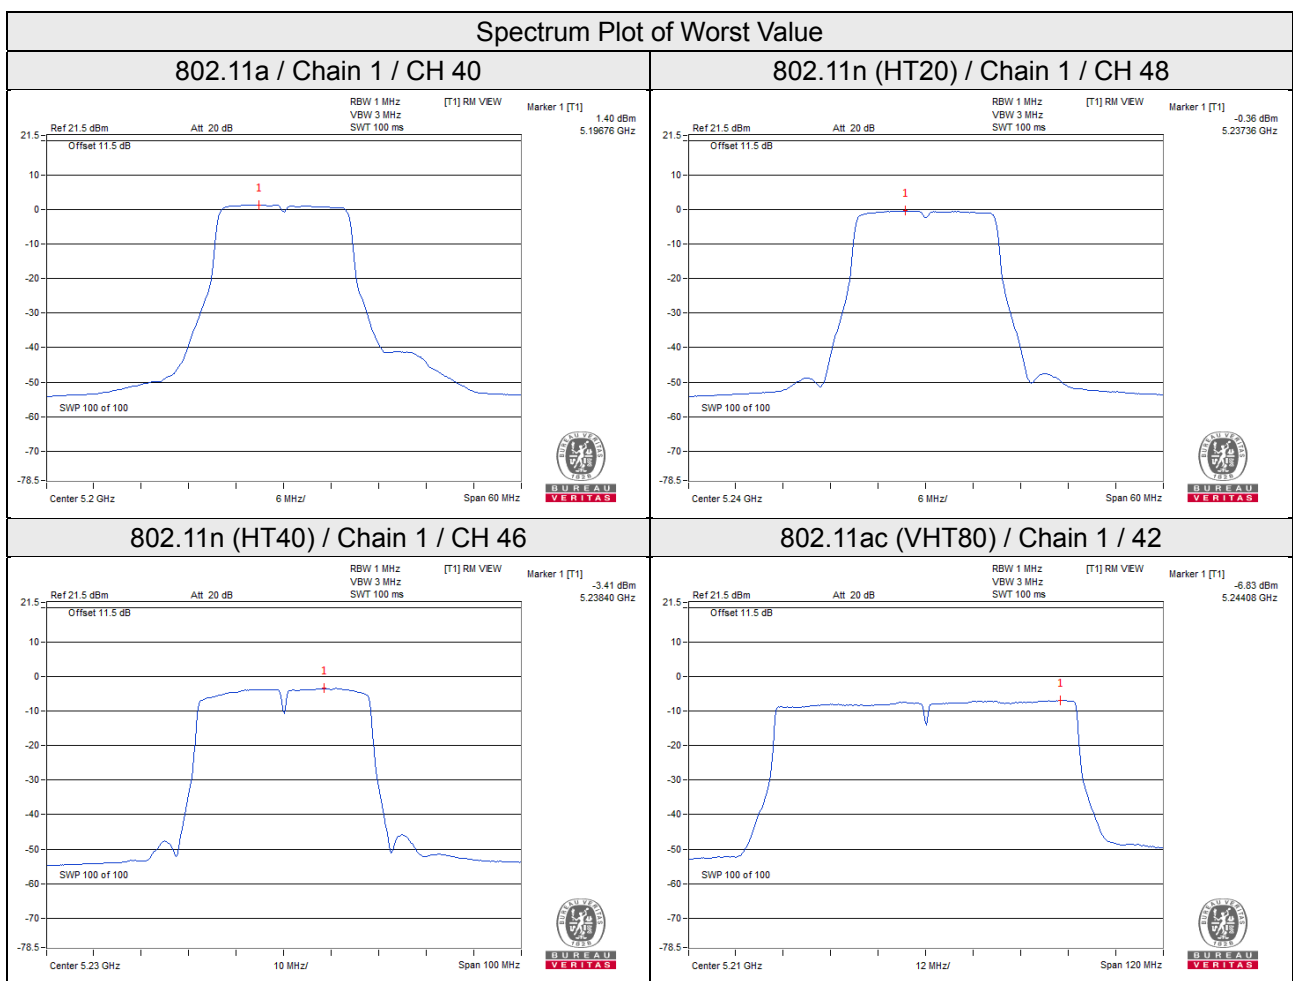 Spectrum Plot of Worst Value
802.11a / Chain 1 / CH 40
802.11n (HT20) / Chain 1 / CH 48
RBW 1 MHz
[T1] RM VIEW
Marker 1 [T1]
VBW 3 MHz
1.40 dBm
Ref 21.5 dBm
Att 20 dB
SWT 100 ms
5.19676 GHz
21.5
Offset 11.5 dB
10
1
0
-10
-20
-30
-40
-50
SWP 100 of 100
-60
-70
-78.5
Center 5.2 GHz
6 MHz/
Span 60 MHz
BUREAU VERITAS
1828
BUREAU
VERITAS
RBW 1 MHz
[T1] RM VIEW
Marker 1 [T1]
VBW 3 MHz
-0.36 dBm
Ref 21.5 dBm
Att 20 dB
SWT 100 ms
5.23736 GHz
21.5
Offset 11.5 dB
10
1
0
-10
-20
-30
-40
-50
SWP 100 of 100
-60
-70
-78.5
Center 5.24 GHz
6 MHz/
Span 60 MHz
BUREAU VERITAS
1828
BUREAU
VERITAS
802.11n (HT40) / Chain 1 / CH 46
802.11ac (VHT80) / Chain 1 / 42
RBW 1 MHz
[T1] RM VIEW
Marker 1 [T1]
VBW 3 MHz
-3.41 dBm
Ref 21.5 dBm
Att 20 dB
SWT 100 ms
5.23840 GHz
21.5
Offset 11.5 dB
10
1
0
-10
-20
-30
-40
-50
SWP 100 of 100
-60
-70
-78.5
Center 5.23 GHz
10 MHz/
Span 100 MHz
BUREAU VERITAS
1828
BUREAU
VERITAS
RBW 1 MHz
[T1] RM VIEW
Marker 1 [T1]
VBW 3 MHz
-6.83 dBm
Ref 21.5 dBm
Att 20 dB
SWT 100 ms
5.24408 GHz
21.5
Offset 11.5 dB
10
1
0
-10
-20
-30
-40
-50
SWP 100 of 100
-60
-70
-78.5
Center 5.21 GHz
12 MHz/
Span 120 MHz
BUREAU VERITAS
1828
BUREAU
VERITAS